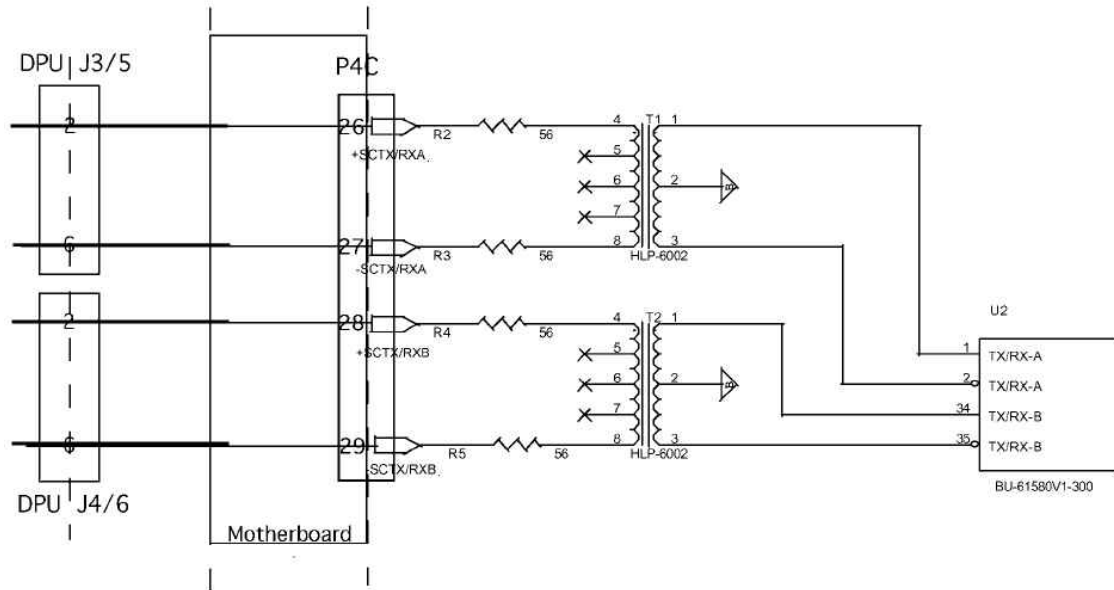 DPU J3/5
P4C
2
26
R2
56
4
T1
1
+SCTX/RXA
5
6
2
B
7
6
27
R3
56
8
3
-SCTX/RXA
HLP-6002
2
28
R4
56
4
T2
1
U2
+SCTX/RXB
5
1
TX/RX-A
6
2
B
2
TX/RX-A
7
34
TX/RX-B
6
29
R5
56
8
3
35
TX/RX-B
-SCTX/RXB
HLP-6002
BU-61580V1-300
DPU J4/6
Motherboard